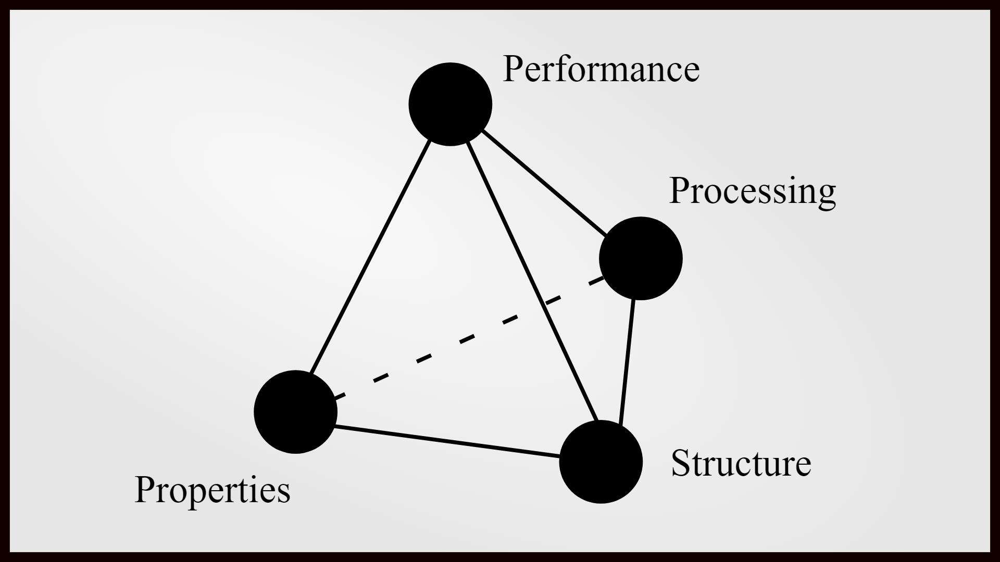 Performance
Processing
Structure
Properties